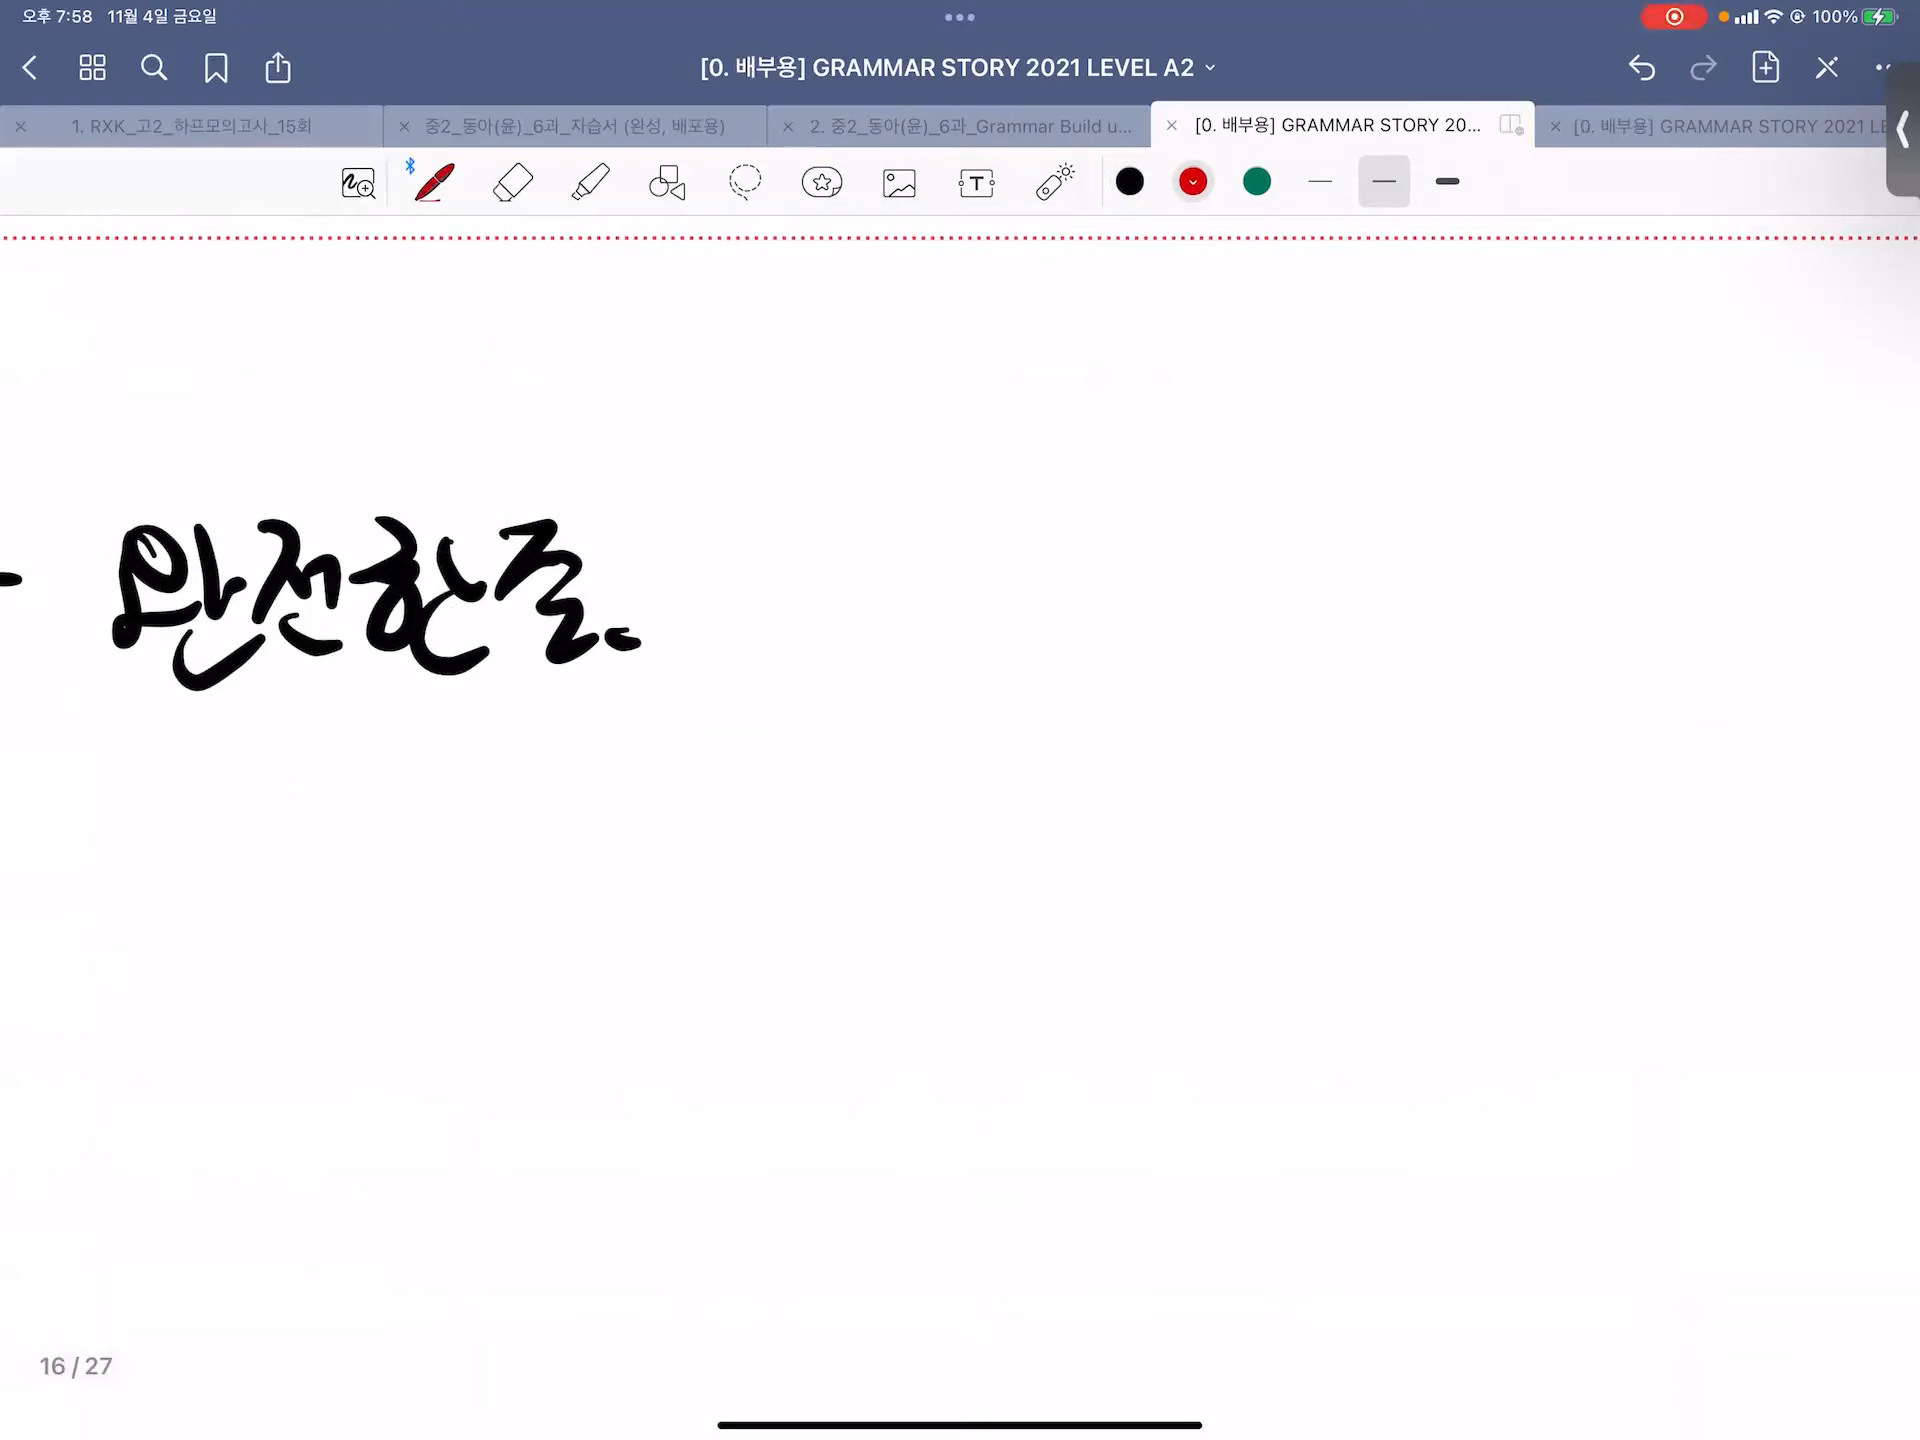 오후 7:58 11월 4일 금요일
100%
[0. 배부용] GRAMMAR STORY 2021 LEVEL A2
1. RXK_고2_하프모의고사_15회
중2_동아(윤)_6과_자습서 (완성, 배포용)
2. 중2_동아(윤)_6과_Grammar Build u...
[0. 배부용] GRAMMAR STORY 20...
[0. 배부용] GRAMMAR STORY 2021 LE
완전한
16 / 27